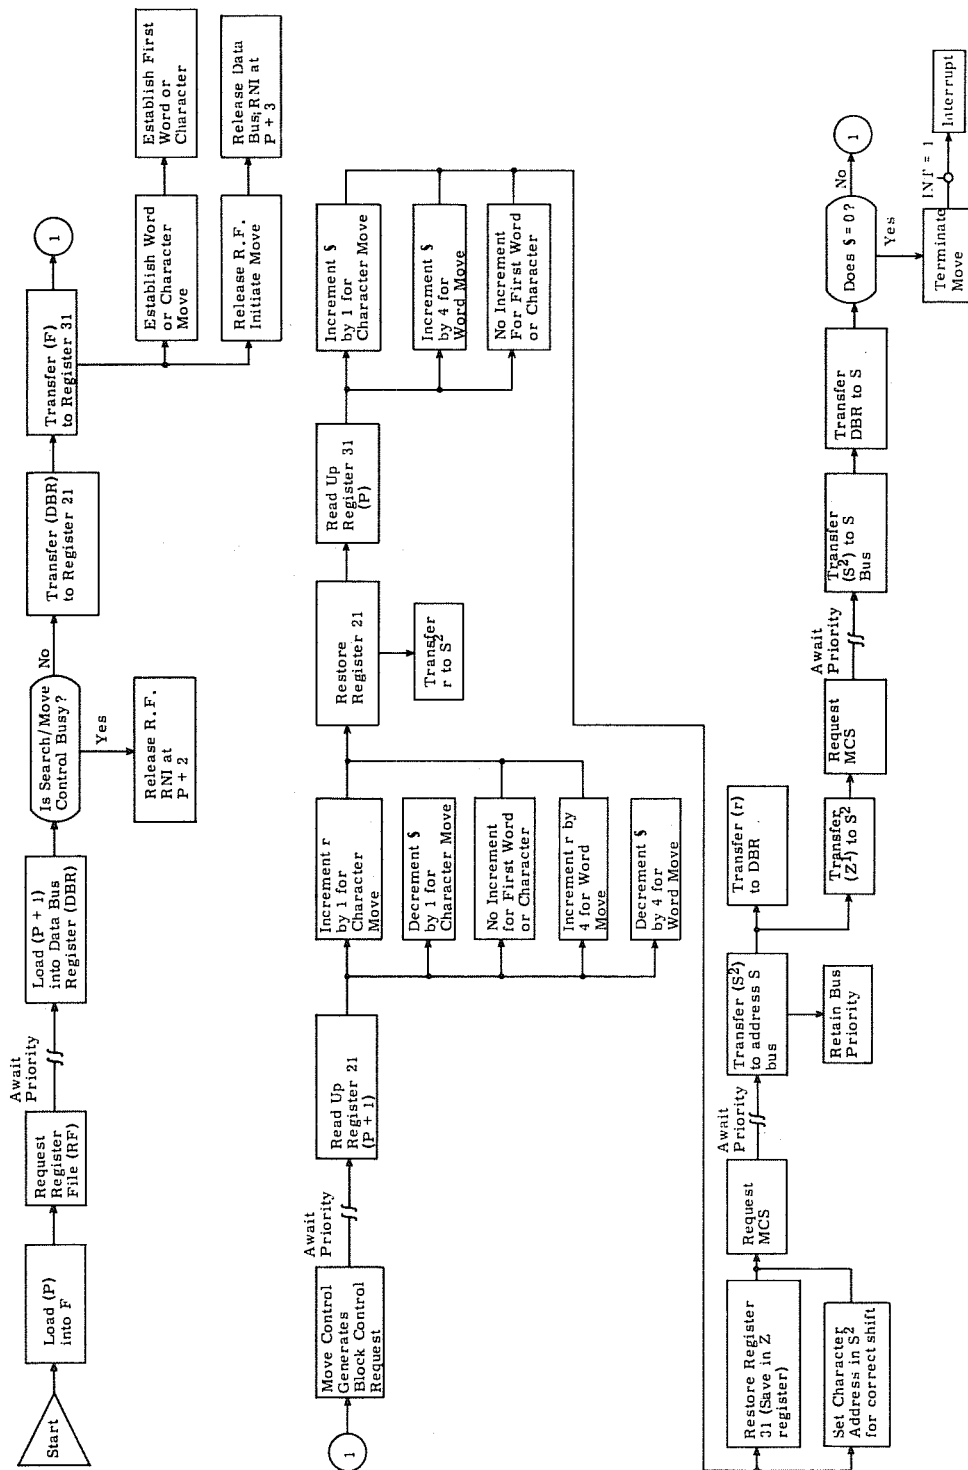 Start
Load (P)
into F
Request
Register
File (RF)
Await
Priority
Load (P + 1)
into Data Bus
Register (DBR)
Is Search/Move
Control Busy?
No
Yes
Release R.F.
RNI at
P + 2
Transfer (DBR)
to Register 21
Transfer (F)
to Register 31
1
Establish Word
or Character
Move
Establish First
Word or
Character
Release R.F.
Initiate Move
Release Data
Bus; RNI at
P + 3
1
Move Control
Generates
Block Control
Request
Await
Priority
Read Up
Register 21
(P + 1)
Increment r
by 1 for
Character
Move
Decrement S
by 1 for
Character Move
No Increment
for First Word
or Character
Increment r by
4 for Word
Move
Decrement S
by 4 for
Word Move
Restore
Register 21
Transfer
r to S²
Read Up
Register 31
(P)
Increment S
by 1 for
Character Move
Increment S
by 4 for
Word Move
No Increment
For First Word
or Character
Restore Register
31 (Save in Z
register)
Set Character
Address in S²
for correct shift
Request
MCS
Await
Priority
Transfer (S²)
to address S
bus
Retain Bus
Priority
Transfer (r)
to DBR
Transfer
(Z¹) to S²
Request
MCS
Await
Priority
Transfer
(S²) to S
Bus
Transfer
DBR to S
Does S = 0?
No
1
Yes
Terminate
Move
INT = 1
Interrupt